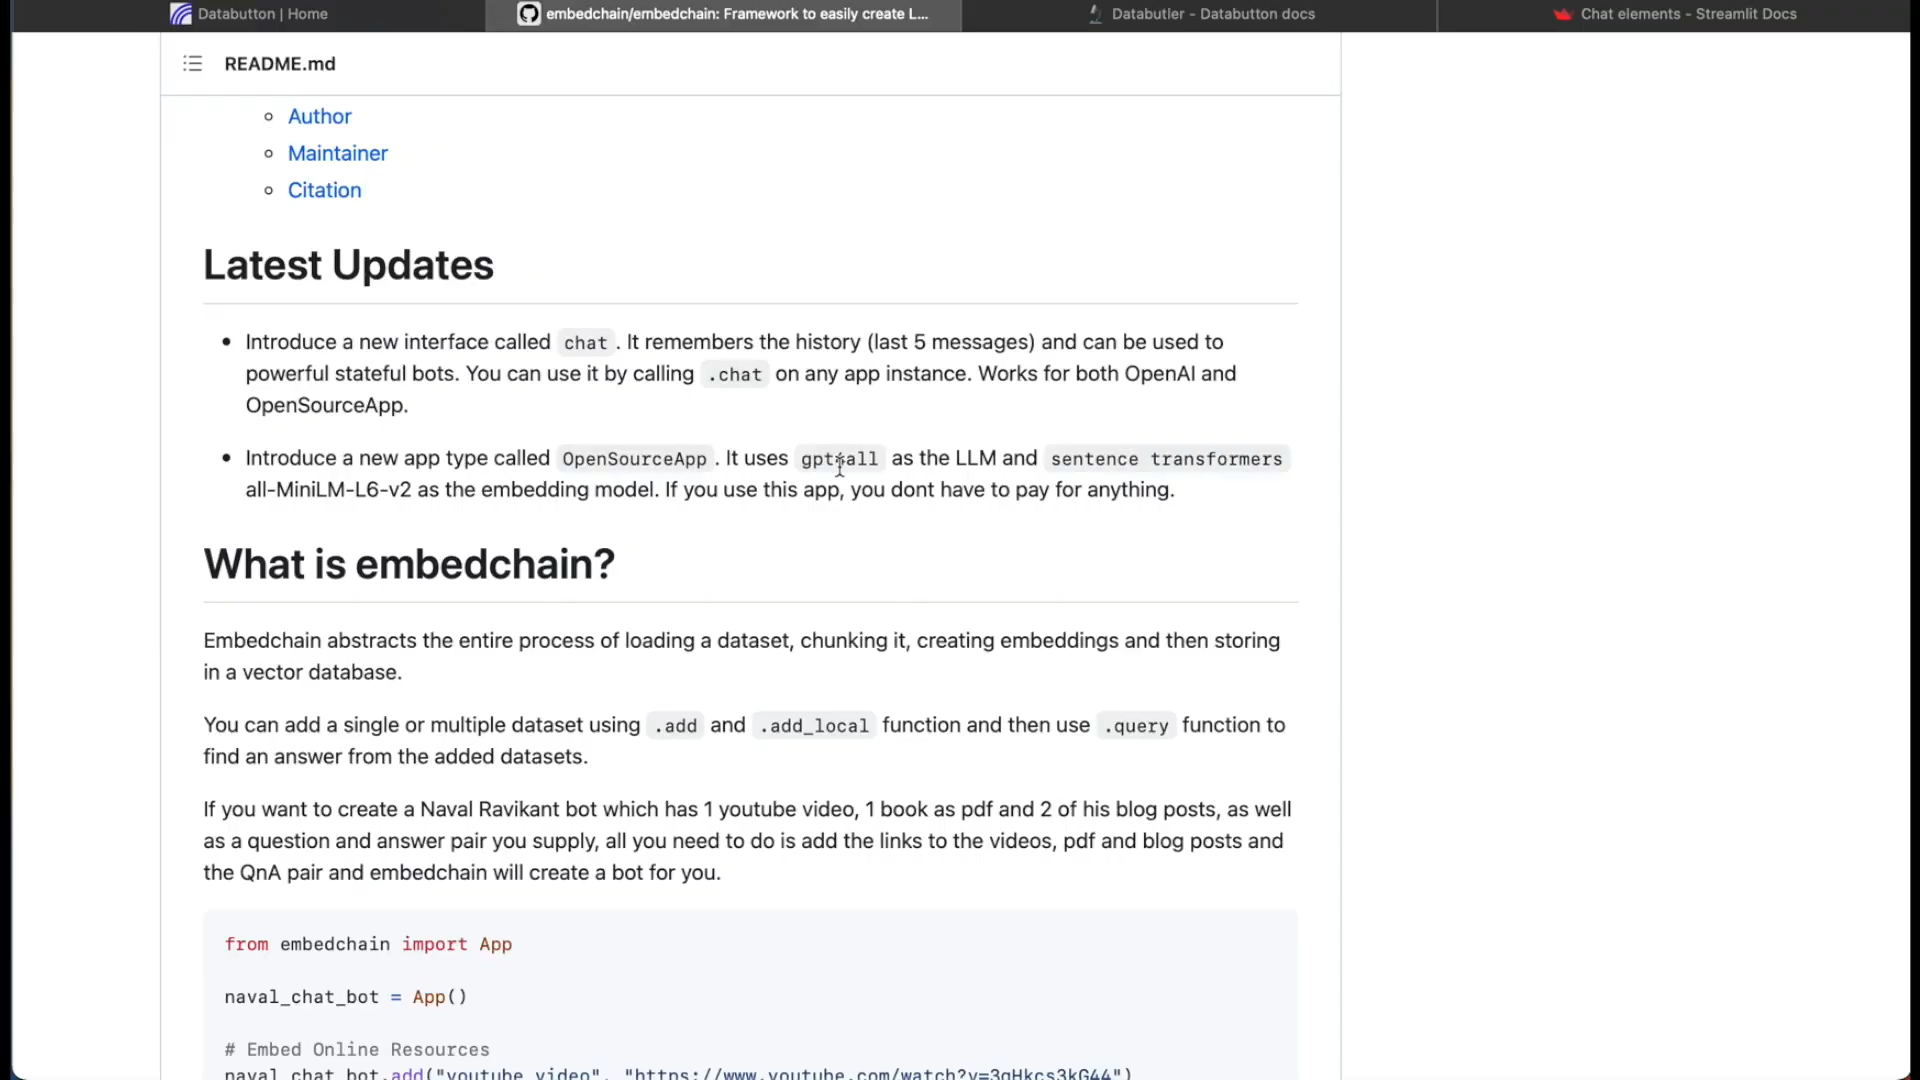 Databutton | Home
embedchain/embedchain: Framework to easily create L...
Databutler - Databutton docs
Chat elements - Streamlit Docs
README.md
Author
Maintainer
Citation
Latest Updates
Introduce a new interface called chat . It remembers the history (last 5 messages) and can be used to
powerful stateful bots. You can use it by calling .chat on any app instance. Works for both OpenAI and
OpenSourceApp.
Introduce a new app type called OpenSourceApp . It uses gpt4all as the LLM and sentence transformers
all-MiniLM-L6-v2 as the embedding model. If you use this app, you dont have to pay for anything.
What is embedchain?
Embedchain abstracts the entire process of loading a dataset, chunking it, creating embeddings and then storing
in a vector database.
You can add a single or multiple dataset using .add and .add_local function and then use .query function to
find an answer from the added datasets.
If you want to create a Naval Ravikant bot which has 1 youtube video, 1 book as pdf and 2 of his blog posts, as well
as a question and answer pair you supply, all you need to do is add the links to the videos, pdf and blog posts and
the QnA pair and embedchain will create a bot for you.
from embedchain import App
naval_chat_bot = App()
# Embed Online Resources
naval_chat_bot.add("youtube_video", "https://www.youtube.com/watch?v=3qHkcs3kG44")